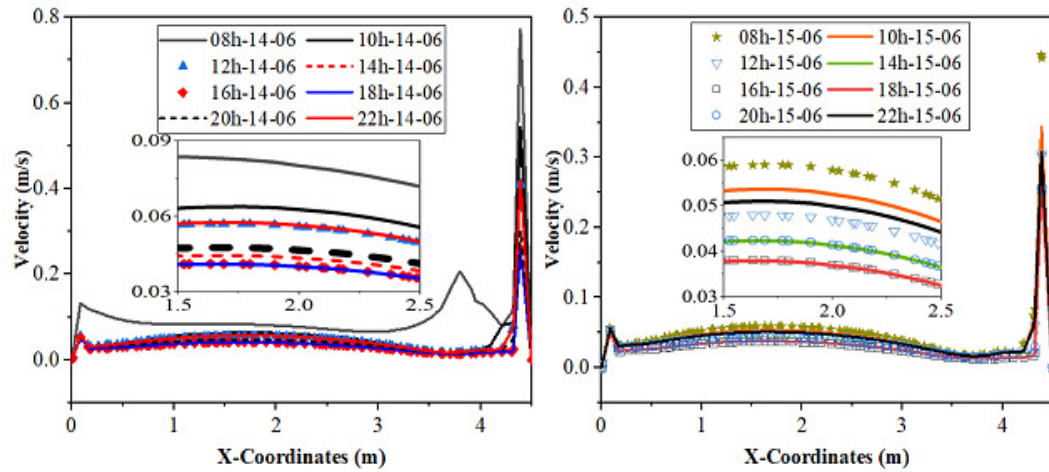 0.8
0.6
0.4
0.2
0.0
Velocity (m/s)
08h-14-06 10h-14-06
12h-14-06 14h-14-06
16h-14-06 18h-14-06
20h-14-06 22h-14-06
0.09
0.06
0.03
1.5 2.0 2.5
0 1 2 3 4
X-Coordinates (m)
0.5
0.4
0.3
0.2
0.1
0.0
Velocity (m/s)
08h-15-06 10h-15-06
12h-15-06 14h-15-06
16h-15-06 18h-15-06
20h-15-06 22h-15-06
0.06
0.05
0.04
0.03
1.5 2.0 2.5
0 1 2 3 4
X-Coordinates (m)